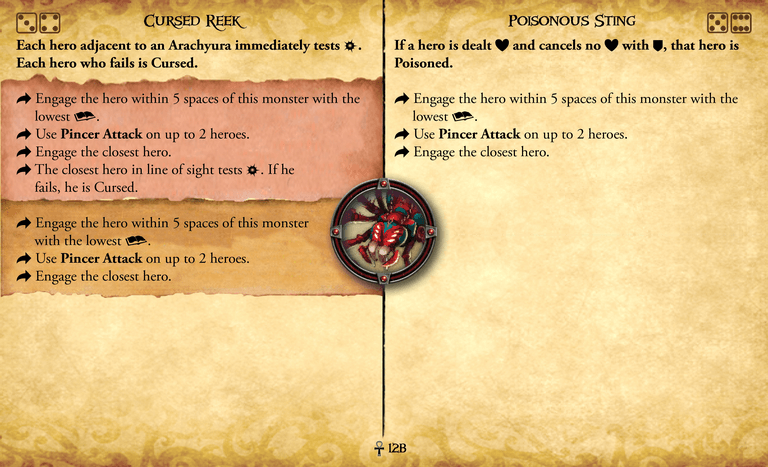 Cursed Reek
Each hero adjacent to an Arachyura immediately tests .
Each hero who fails is Cursed.
Engage the hero within 5 spaces of this monster with the
lowest .
Use Pincer Attack on up to 2 heroes.
Engage the closest hero.
The closest hero in line of sight tests . If he
fails, he is Cursed.
Engage the hero within 5 spaces of this monster
with the lowest .
Use Pincer Attack on up to 2 heroes.
Engage the closest hero.
Poisonous Sting
If a hero is dealt ♥ and cancels no ♥ with , that hero is
Poisoned.
Engage the hero within 5 spaces of this monster with the
lowest .
Use Pincer Attack on up to 2 heroes.
Engage the closest hero.
12B